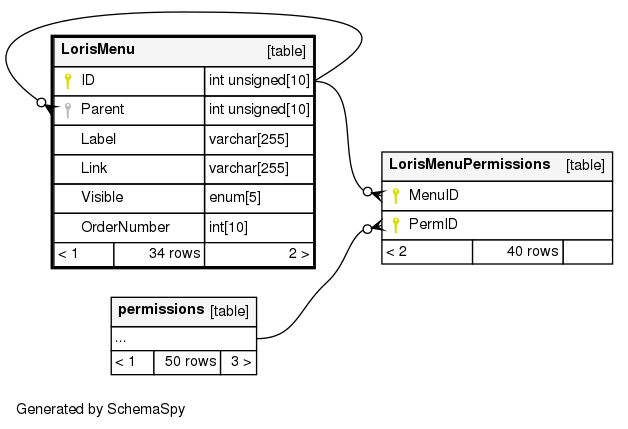 LorisMenu [table]
ID int unsigned[10]
Parent int unsigned[10]
Label varchar[255]
Link varchar[255]
Visible enum[5]
OrderNumber int[10]
< 1 34 rows 2 >
LorisMenuPermissions [table]
MenuID
PermID
< 2 40 rows
permissions [table]
...
< 1 50 rows 3 >
Generated by SchemaSpy